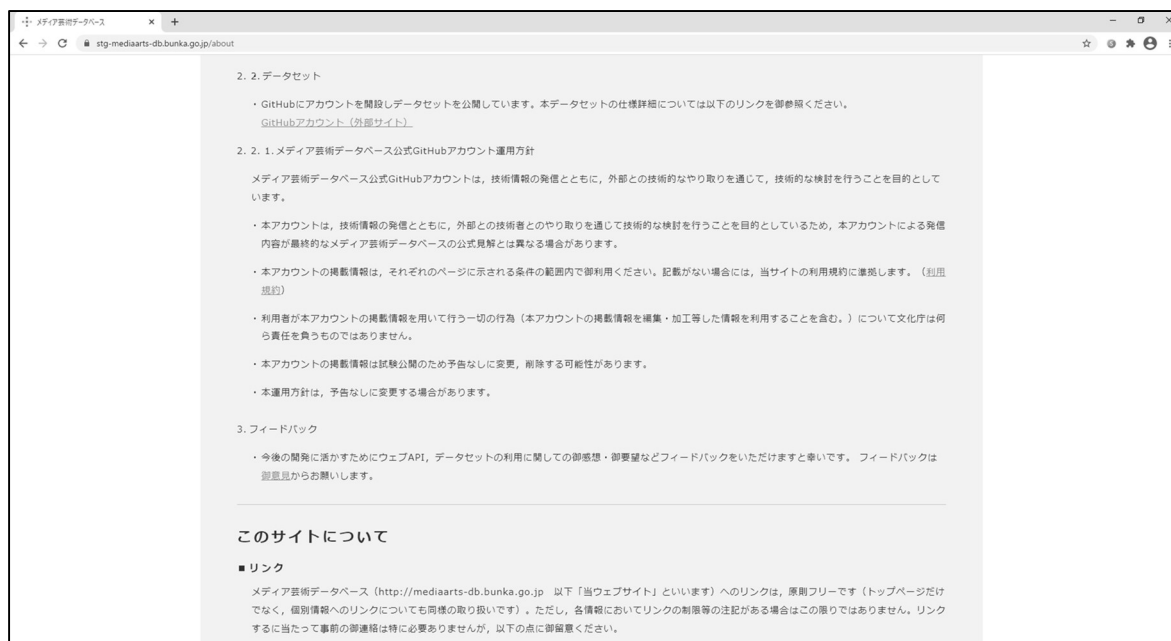 メディア芸術データベース
stg-mediaarts-db.bunka.go.jp/about
2. 2. データセット
・GitHubにアカウントを開設しデータセットを公開しています。本データセットの仕様詳細については以下のリンクを御参照ください。
GitHubアカウント（外部サイト）
2. 2. 1. メディア芸術データベース公式GitHubアカウント運用方針
メディア芸術データベース公式GitHubアカウントは，技術情報の発信とともに，外部との技術的なやり取りを通じて，技術的な検討を行うことを目的として
います。
・本アカウントは，技術情報の発信とともに，外部との技術者とのやり取りを通じて技術的な検討を行うことを目的としているため，本アカウントによる発信
内容が最終的なメディア芸術データベースの公式見解とは異なる場合があります。
・本アカウントの掲載情報は，それぞれのページに示される条件の範囲内で御利用ください。記載がない場合には，当サイトの利用規約に準拠します。（利用
規約）
・利用者が本アカウントの掲載情報を用いて行う一切の行為（本アカウントの掲載情報を編集・加工等した情報を利用することを含む。）について文化庁は何
ら責任を負うものではありません。
・本アカウントの掲載情報は試験公開のため予告なしに変更，削除する可能性があります。
・本運用方針は，予告なしに変更する場合があります。
3. フィードバック
・今後の開発に活かすためにウェブAPI，データセットの利用に関しての御感想・御要望などフィードバックをいただけますと幸いです。 フィードバックは
御意見からお願いします。
このサイトについて
■リンク
メディア芸術データベース（http://mediaarts-db.bunka.go.jp 以下「当ウェブサイト」といいます）へのリンクは，原則フリーです（トップページだけ
でなく，個別情報へのリンクについても同様の取り扱いです）。ただし，各情報においてリンクの制限等の注記がある場合はこの限りではありません。リンク
するに当たって事前の御連絡は特に必要ありませんが，以下の点に御留意ください。